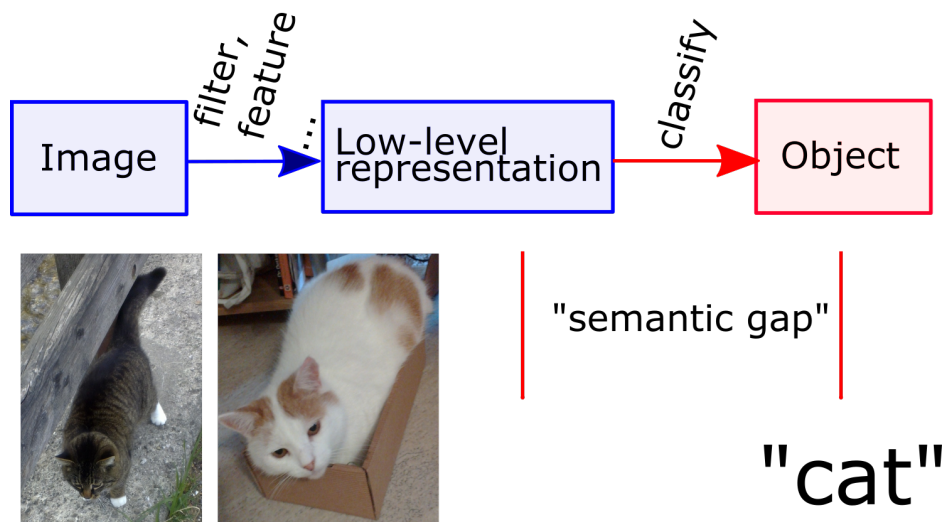 filter,
feature
...
classify
Image
Low-level
representation
Object
"semantic gap"
"cat"